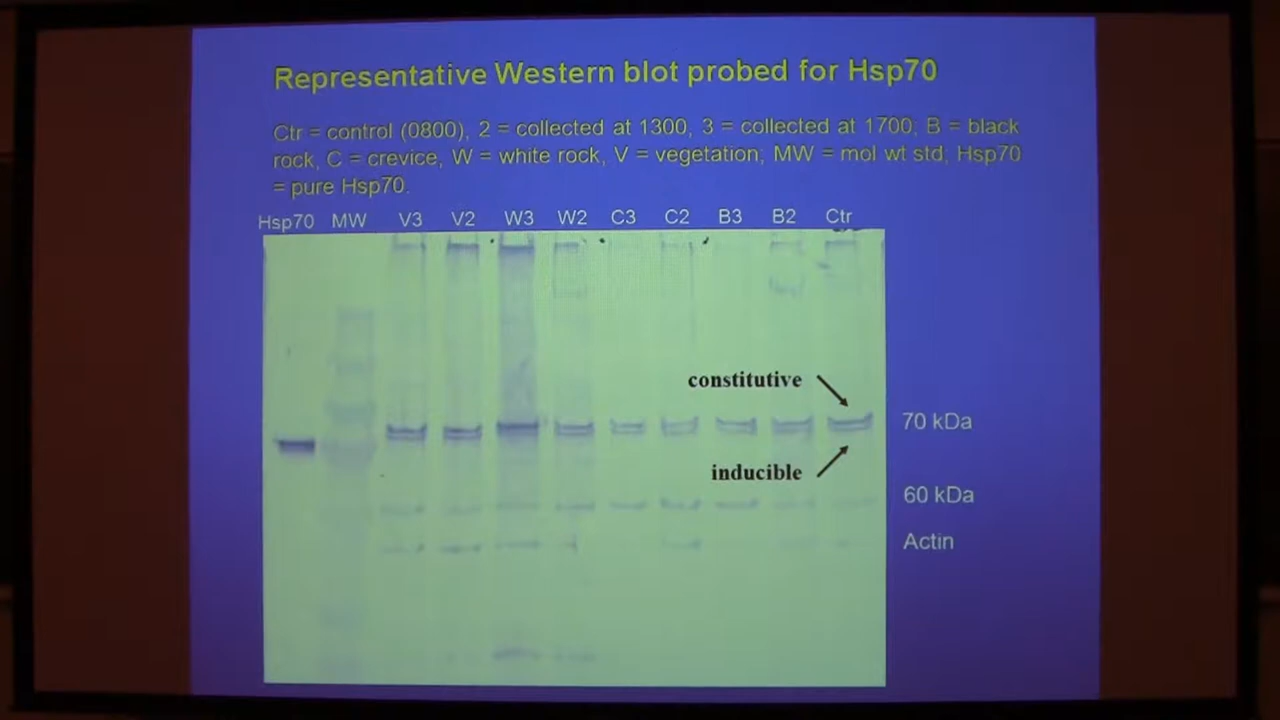 Representative Western blot probed for Hsp70
Ctr = control (0800), 2 = collected at 1300, 3 = collected at 1700; B = black
rock, C = crevice, W = white rock, V = vegetation; MW = mol wt std; Hsp70
= pure Hsp70.
Hsp70 MW V3 V2 W3 W2 C3 C2 B3 B2 Ctr
constitutive
70 kDa
inducible
60 kDa
Actin